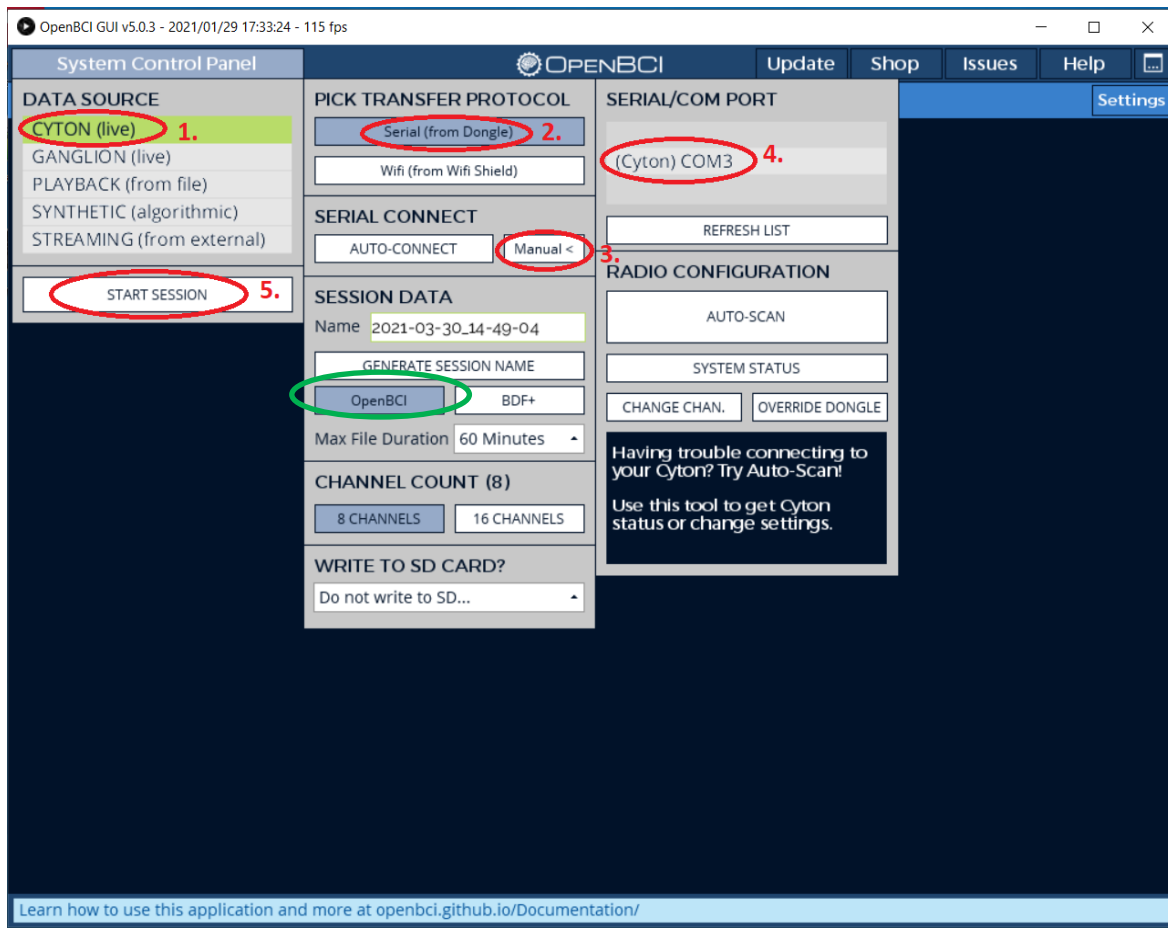 OpenBCI GUI v5.0.3 - 2021/01/29 17:33:24 - 115 fps
System Control Panel
OPENBCI
Update
Shop
Issues
Help
Settings
DATA SOURCE
CYTON (live) 1.
GANGLION (live)
PLAYBACK (from file)
SYNTHETIC (algorithmic)
STREAMING (from external)
START SESSION 5.
PICK TRANSFER PROTOCOL
Serial (from Dongle) 2.
Wifi (from Wifi Shield)
SERIAL CONNECT
AUTO-CONNECT
Manual < 3.
SESSION DATA
Name 2021-03-30_14-49-04
GENERATE SESSION NAME
OpenBCI
BDF+
Max File Duration 60 Minutes
CHANNEL COUNT (8)
8 CHANNELS
16 CHANNELS
WRITE TO SD CARD?
Do not write to SD...
SERIAL/COM PORT
(Cyton) COM3 4.
REFRESH LIST
RADIO CONFIGURATION
AUTO-SCAN
SYSTEM STATUS
CHANGE CHAN.
OVERRIDE DONGLE
Having trouble connecting to
your Cyton? Try Auto-Scan!
Use this tool to get Cyton
status or change settings.
Learn how to use this application and more at openbci.github.io/Documentation/